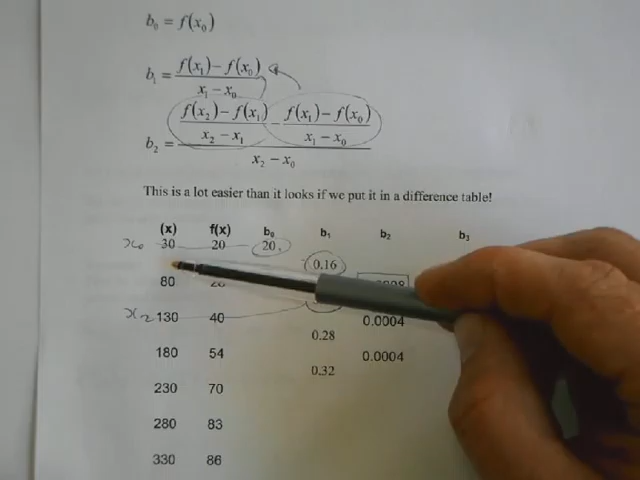 b₀ = f(x₀)
b₁ = (f(x₁) − f(x₀)) / (x₁ − x₀)
b₂ = ((f(x₂) − f(x₁)) / (x₂ − x₁) − (f(x₁) − f(x₀)) / (x₁ − x₀)) / (x₂ − x₀)
This is a lot easier than it looks if we put it in a difference table!
(x) f(x) b₀ b₁ b₂ b₃
x₀ 30 20 20.
0.16
80
x₂ 130 40 0.0004
0.28
180 54 0.0004
0.32
230 70
280 83
330 86